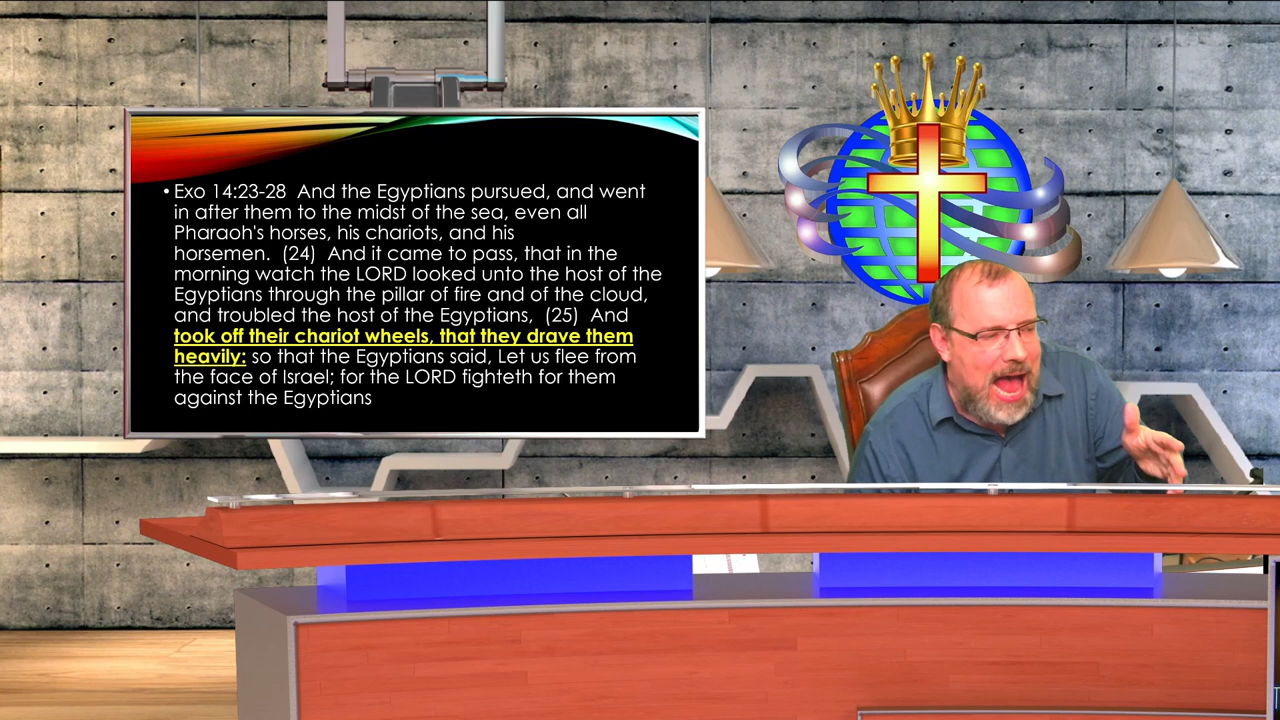 • Exo 14:23-28  And the Egyptians pursued, and went
in after them to the midst of the sea, even all
Pharaoh's horses, his chariots, and his
horsemen.  (24)  And it came to pass, that in the
morning watch the LORD looked unto the host of the
Egyptians through the pillar of fire and of the cloud,
and troubled the host of the Egyptians,  (25)  And
took off their chariot wheels, that they drave them
heavily: so that the Egyptians said, Let us flee from
the face of Israel; for the LORD fighteth for them
against the Egyptians